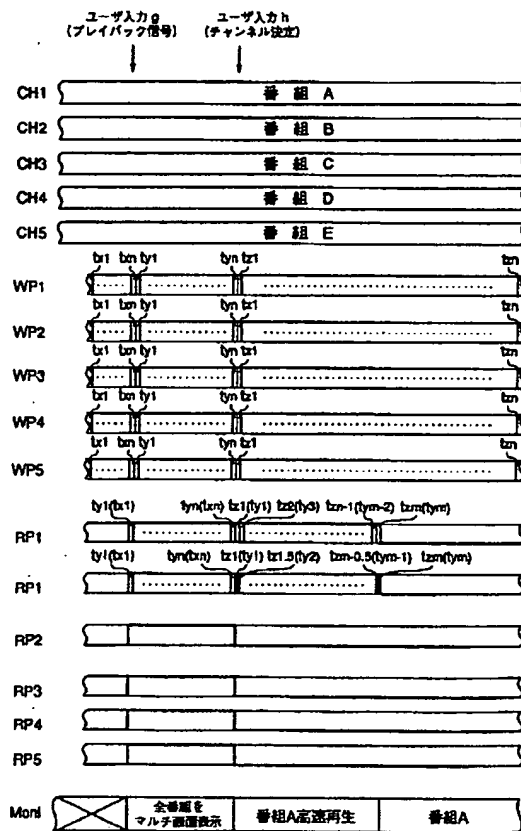 ユーザ入力g
(プレイバック信号)
ユーザ入力h
(チャンネル決定)
CH1 番組A
CH2 番組B
CH3 番組C
CH4 番組D
CH5 番組E
tx1 txn ty1 tyn tz1 tzn
WP1
tx1 txn ty1 tyn tz1 tzn
WP2
tx1 txn ty1 tyn tz1 tzn
WP3
tx1 txn ty1 tyn tz1 tzn
WP4
tx1 txn ty1 tyn tz1 tzn
WP5
ty1(tx1) tyn(txn) tz1(ty1) tz2(ty3) tzm-1(tym-2) tzm(tym)
RP1
ty1(tx1) tyn(txn) tz1(ty1) tz1.5(ty2) tzm-0.5(tym-1) tzm(tym)
RP1
RP2
RP3
RP4
RP5
Moni 全番組を
マルチ画面表示 番組A高速再生 番組A